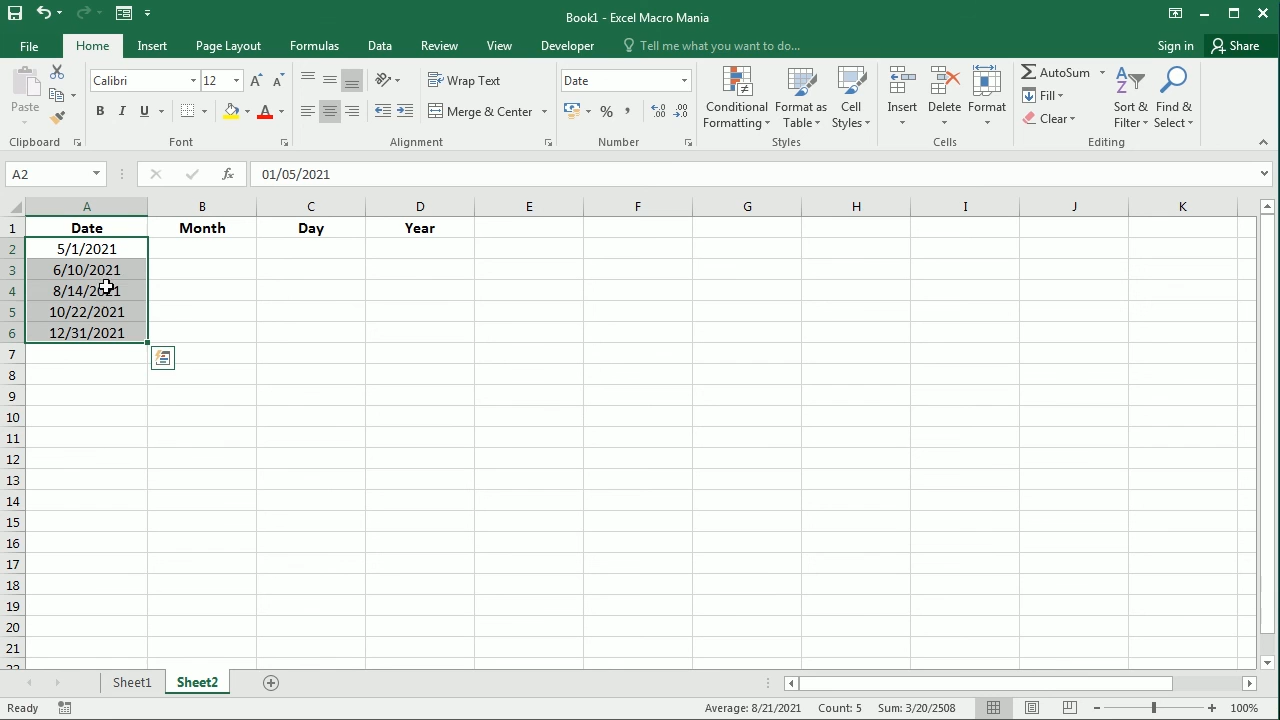 Book1 - Excel Macro Mania
File Home Insert Page Layout Formulas Data Review View Developer Tell me what you want to do... Sign in Share
Paste
Clipboard
Calibri 12
B I U A
Font
Wrap Text
Merge & Center
Alignment
Date
% ,
Number
Conditional Formatting
Format as Table
Cell Styles
Styles
Insert Delete Format
Cells
AutoSum
Fill
Clear
Sort & Filter
Find & Select
Editing
A2 fx 01/05/2021
A B C D E F G H I J K
1 Date Month Day Year
2 5/1/2021
3 6/10/2021
4 8/14/2021
5 10/22/2021
6 12/31/2021
7
8
9
10
11
12
13
14
15
16
17
18
19
20
21
22
Sheet1 Sheet2
Ready Average: 8/21/2021 Count: 5 Sum: 3/20/2508 100%